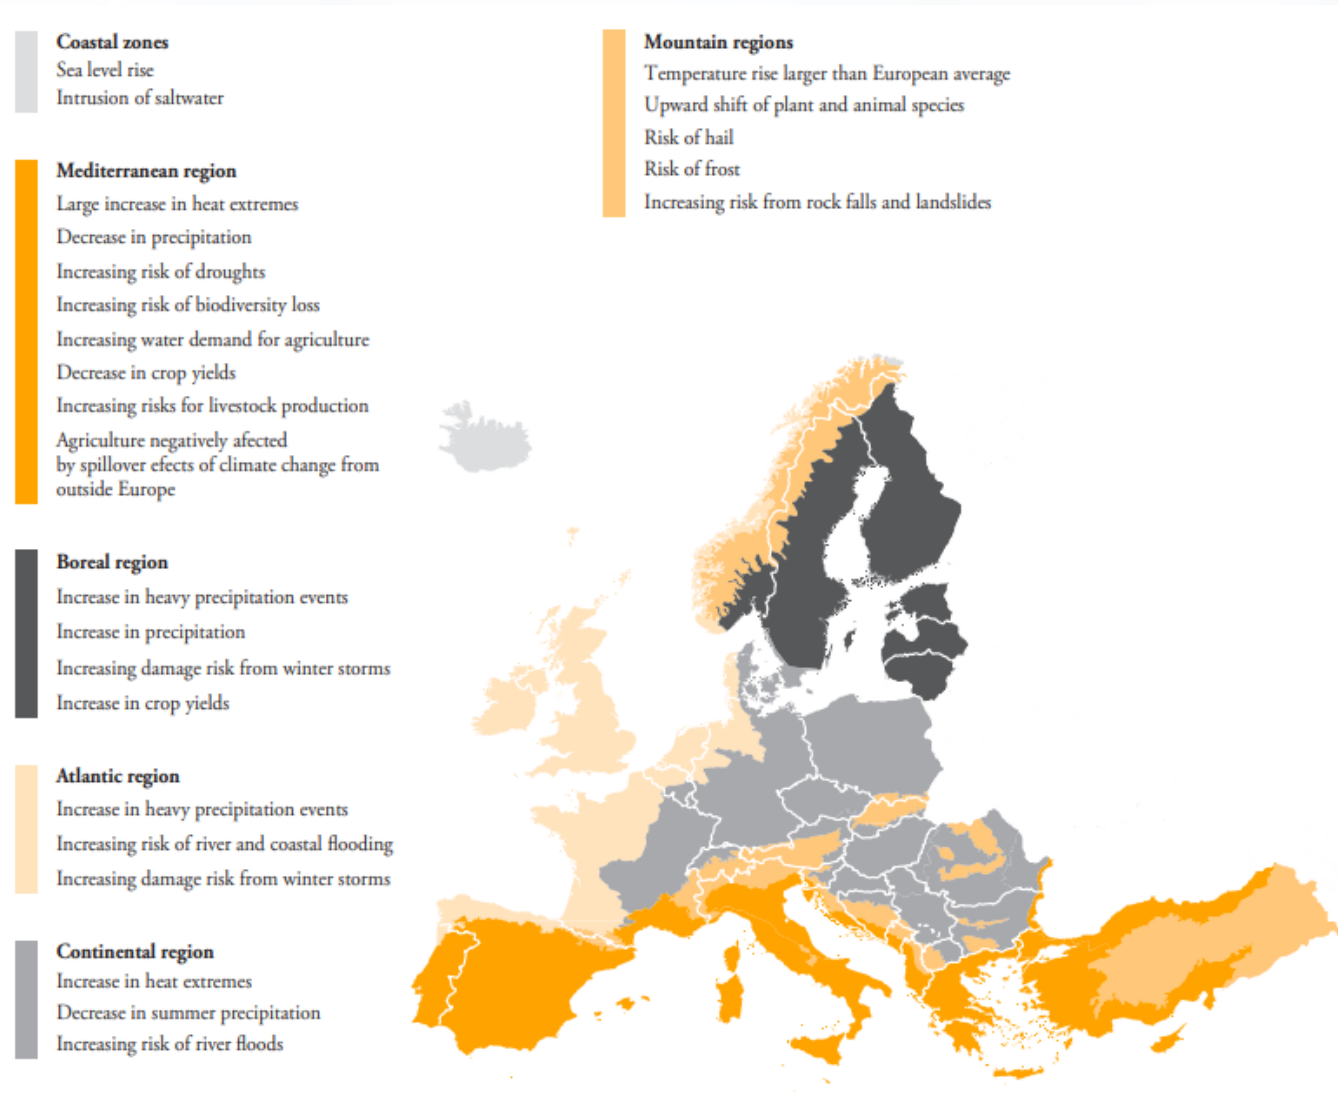 Coastal zones
Sea level rise
Intrusion of saltwater
Mediterranean region
Large increase in heat extremes
Decrease in precipitation
Increasing risk of droughts
Increasing risk of biodiversity loss
Increasing water demand for agriculture
Decrease in crop yields
Increasing risks for livestock production
Agriculture negatively afected
by spillover efects of climate change from
outside Europe
Boreal region
Increase in heavy precipitation events
Increase in precipitation
Increasing damage risk from winter storms
Increase in crop yields
Atlantic region
Increase in heavy precipitation events
Increasing risk of river and coastal flooding
Increasing damage risk from winter storms
Continental region
Increase in heat extremes
Decrease in summer precipitation
Increasing risk of river floods
Mountain regions
Temperature rise larger than European average
Upward shift of plant and animal species
Risk of hail
Risk of frost
Increasing risk from rock falls and landslides